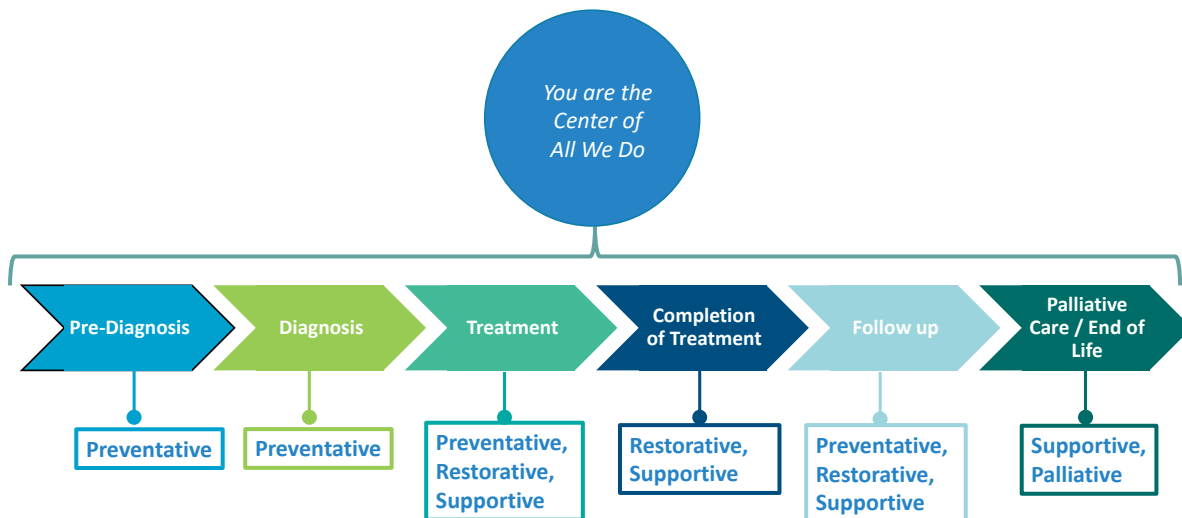 You are the
Center of
All We Do
Pre-Diagnosis
Diagnosis
Treatment
Completion
of Treatment
Follow up
Palliative
Care / End of
Life
Preventative
Preventative
Preventative,
Restorative,
Supportive
Restorative,
Supportive
Preventative,
Restorative,
Supportive
Supportive,
Palliative